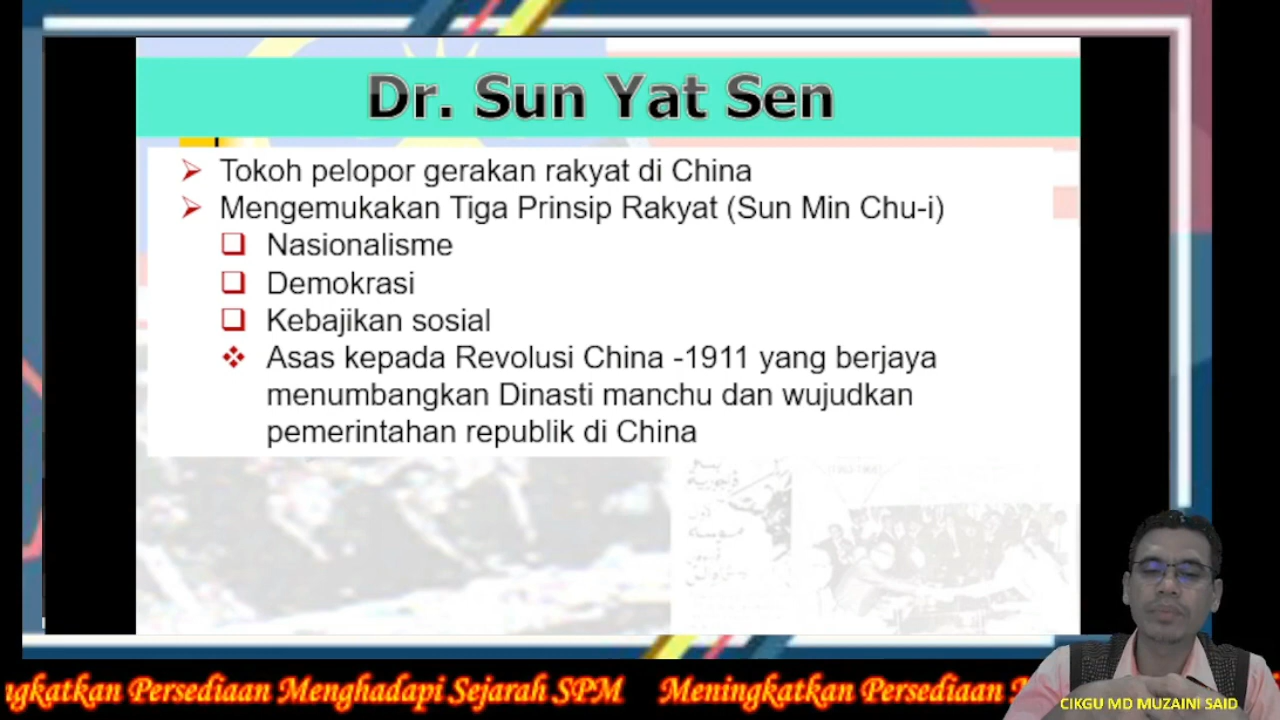 Dr. Sun Yat Sen
Tokoh pelopor gerakan rakyat di China
Mengemukakan Tiga Prinsip Rakyat (Sun Min Chu-i)
Nasionalisme
Demokrasi
Kebajikan sosial
Asas kepada Revolusi China -1911 yang berjaya
menumbangkan Dinasti manchu dan wujudkan
pemerintahan republik di China
Persediaan Menghadapi Sejarah SPM Meningkatkan Persediaan
CIKGU MD MUZAINI SAID